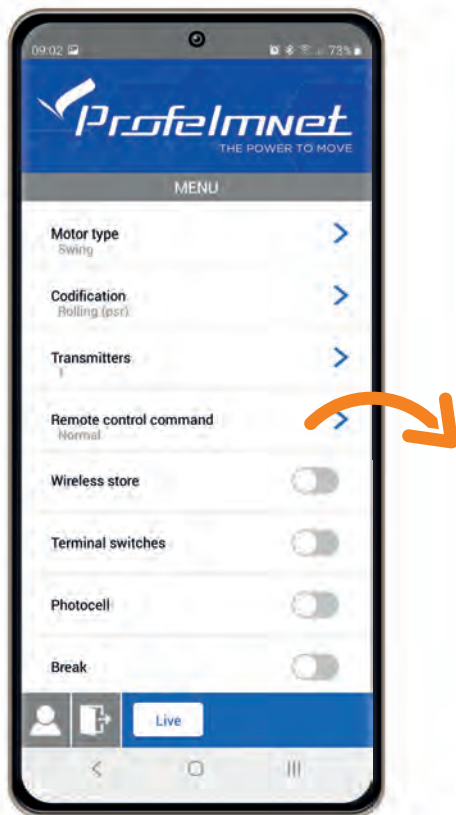 09:02
73%
Profelmnet
THE POWER TO MOVE
MENU
Motor type
Swing
Codification
Rolling (psr)
Transmitters
1
Remote control command
Normal
Wireless store
Terminal switches
Photocell
Break
Live